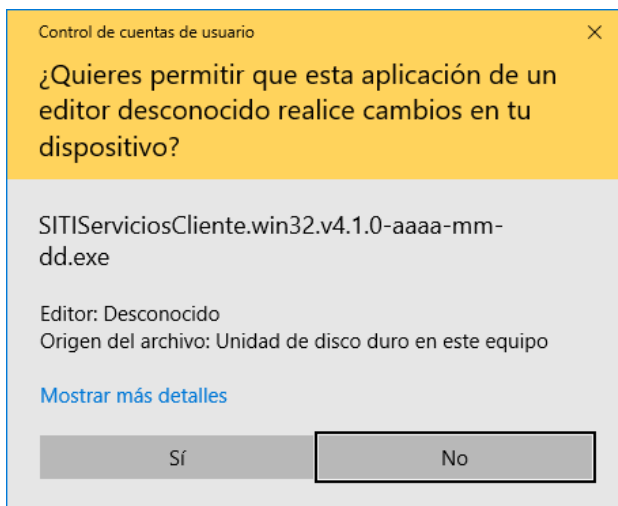 Control de cuentas de usuario
¿Quieres permitir que esta aplicación de un
editor desconocido realice cambios en tu
dispositivo?
SITIServiciosCliente.win32.v4.1.0-aaaa-mm-
dd.exe
Editor: Desconocido
Origen del archivo: Unidad de disco duro en este equipo
Mostrar más detalles
Sí
No